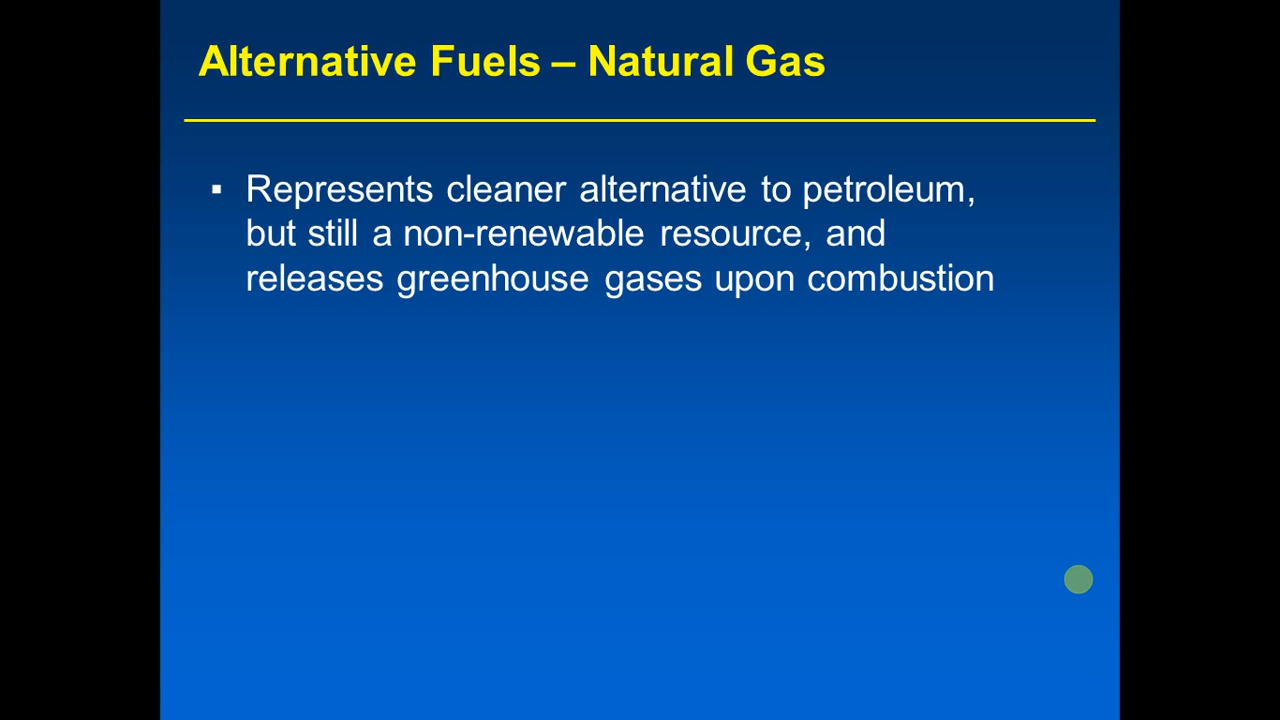 Alternative Fuels – Natural Gas
▪ Represents cleaner alternative to petroleum,
but still a non-renewable resource, and
releases greenhouse gases upon combustion